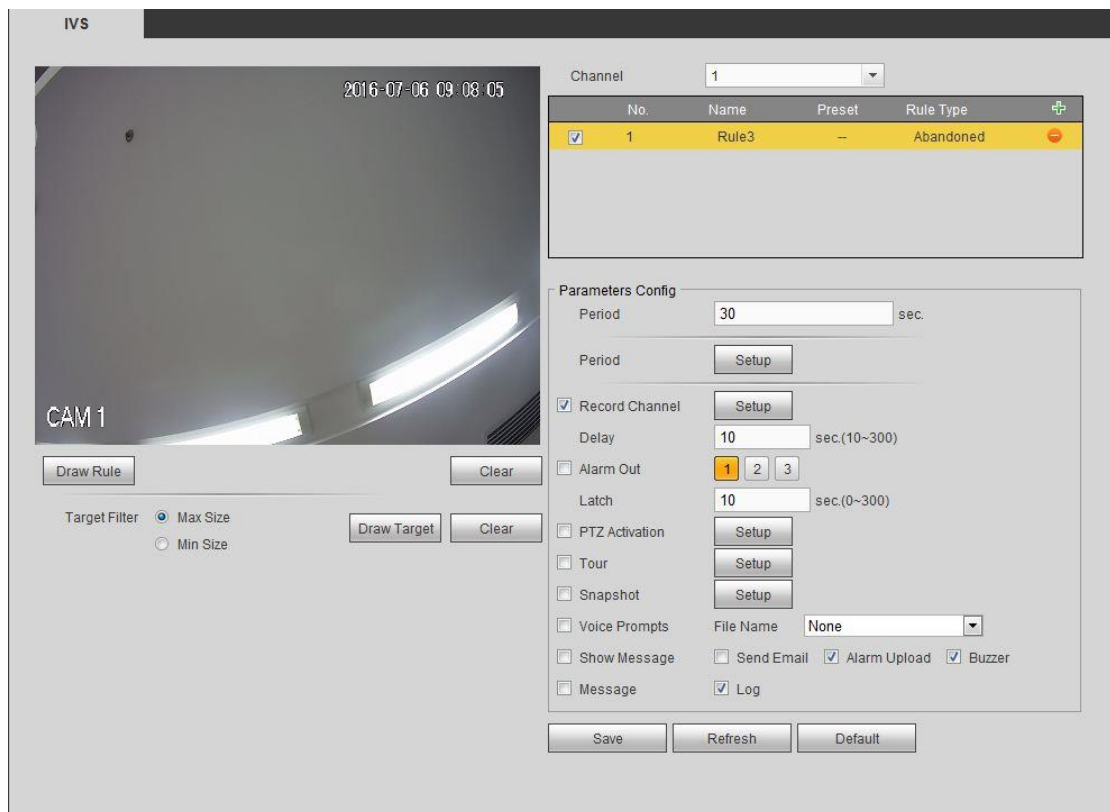 IVS
2016-07-06 09:08:05
CAM 1
Draw Rule Clear
Target Filter Max Size
Min Size
Draw Target Clear
Channel 1
No. Name Preset Rule Type
1 Rule3 -- Abandoned
Parameters Config
Period 30 sec.
Period Setup
Record Channel Setup
Delay 10 sec.(10~300)
Alarm Out 1 2 3
Latch 10 sec.(0~300)
PTZ Activation Setup
Tour Setup
Snapshot Setup
Voice Prompts File Name None
Show Message Send Email Alarm Upload Buzzer
Message Log
Save Refresh Default